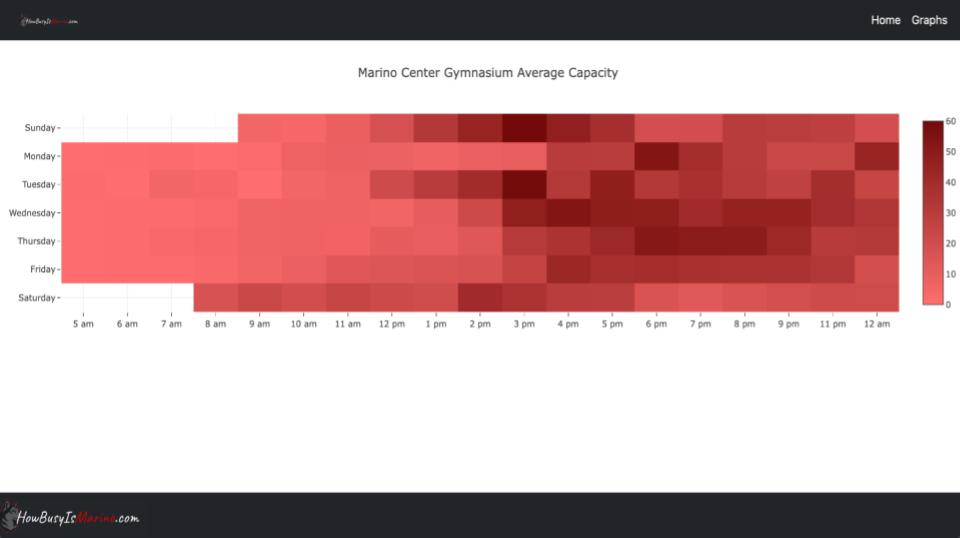 HowBusyIsMarino.com
Home Graphs
Marino Center Gymnasium Average Capacity
Sunday
Monday
Tuesday
Wednesday
Thursday
Friday
Saturday
5 am 6 am 7 am 8 am 9 am 10 am 11 am 12 pm 1 pm 2 pm 3 pm 4 pm 5 pm 6 pm 7 pm 8 pm 9 pm 11 pm 12 am
60
50
40
30
20
10
0
HowBusyIsMarino.com